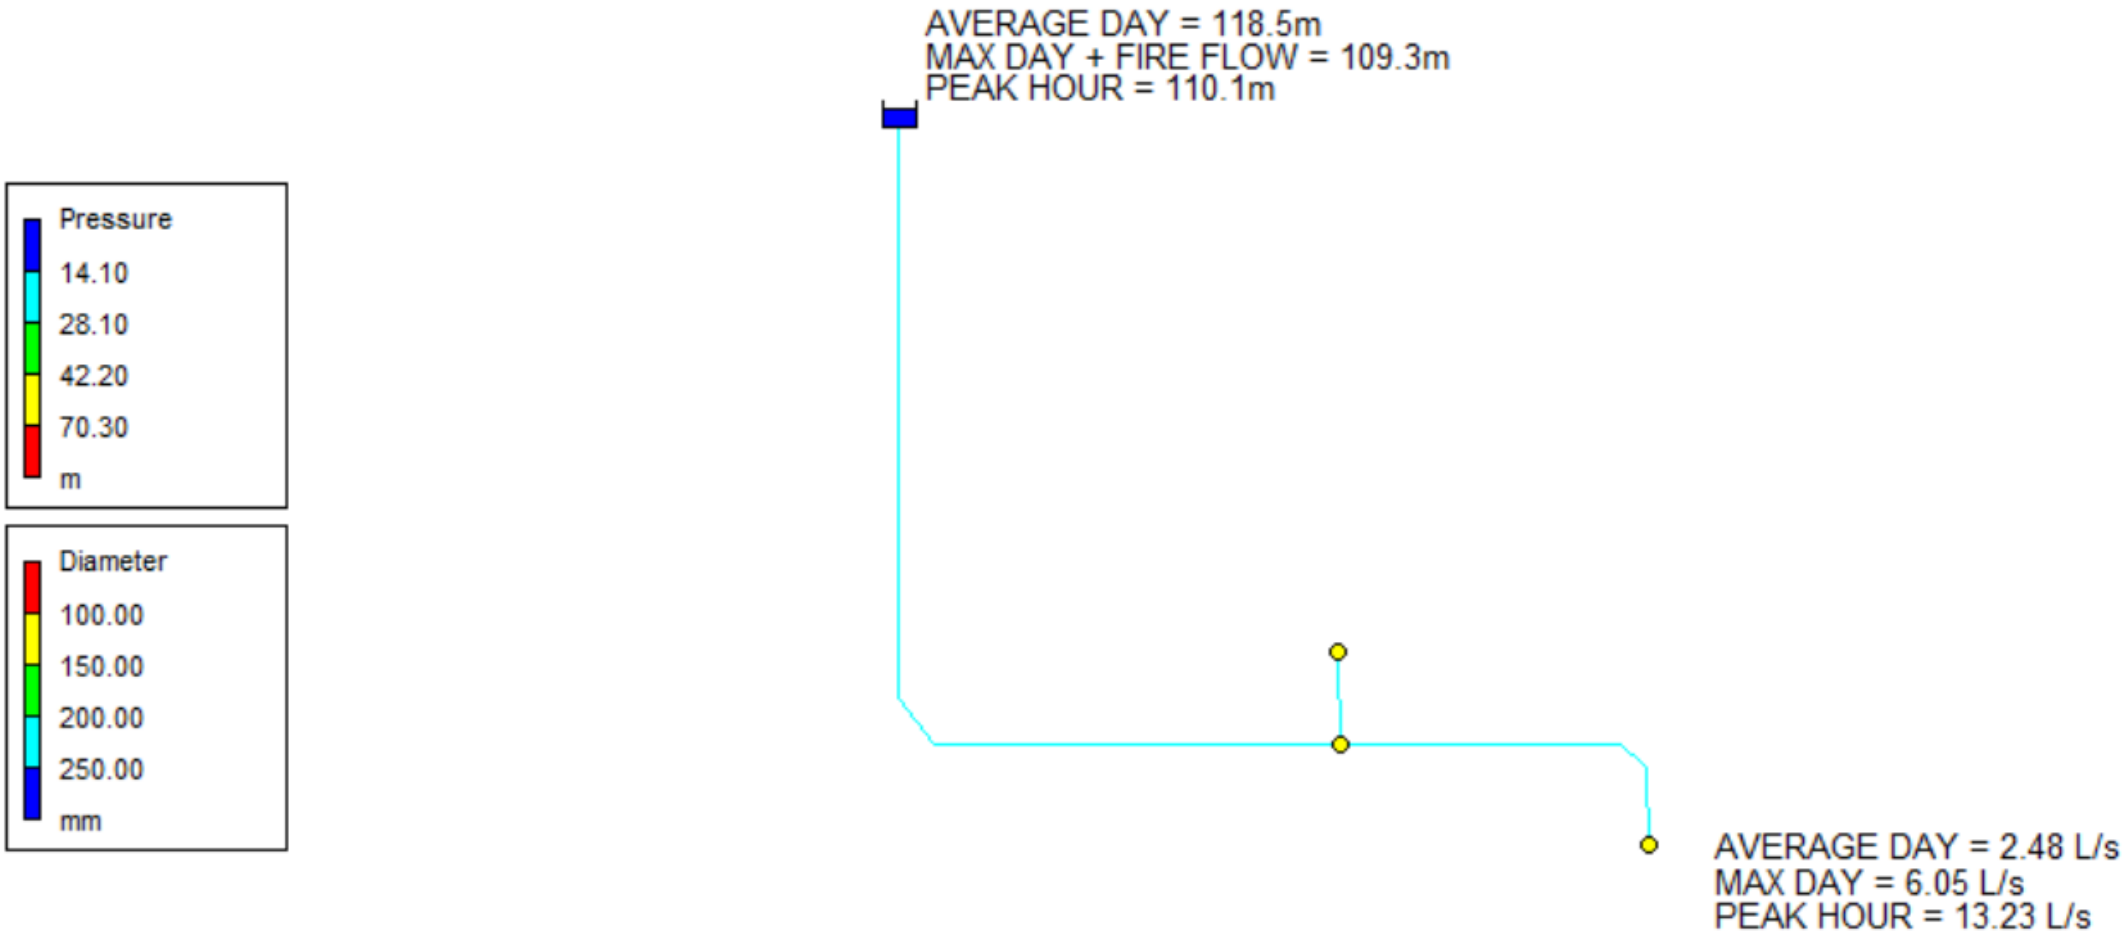 AVERAGE DAY = 118.5m
MAX DAY + FIRE FLOW = 109.3m
PEAK HOUR = 110.1m
Pressure
14.10
28.10
42.20
70.30
m
Diameter
100.00
150.00
200.00
250.00
mm
AVERAGE DAY = 2.48 L/s
MAX DAY = 6.05 L/s
PEAK HOUR = 13.23 L/s